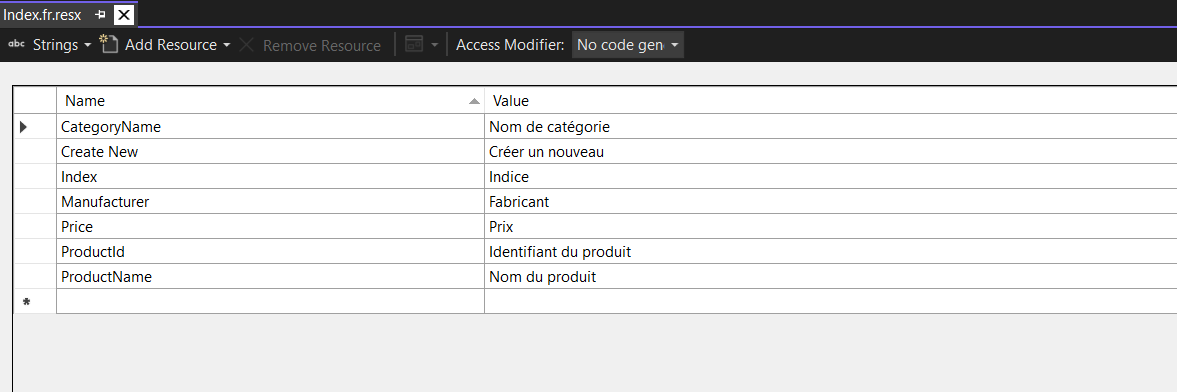 Index.fr.resx
abc Strings Add Resource Remove Resource Access Modifier: No code gen
Name Value
CategoryName Nom de catégorie
Create New Créer un nouveau
Index Indice
Manufacturer Fabricant
Price Prix
ProductId Identifiant du produit
ProductName Nom du produit
*